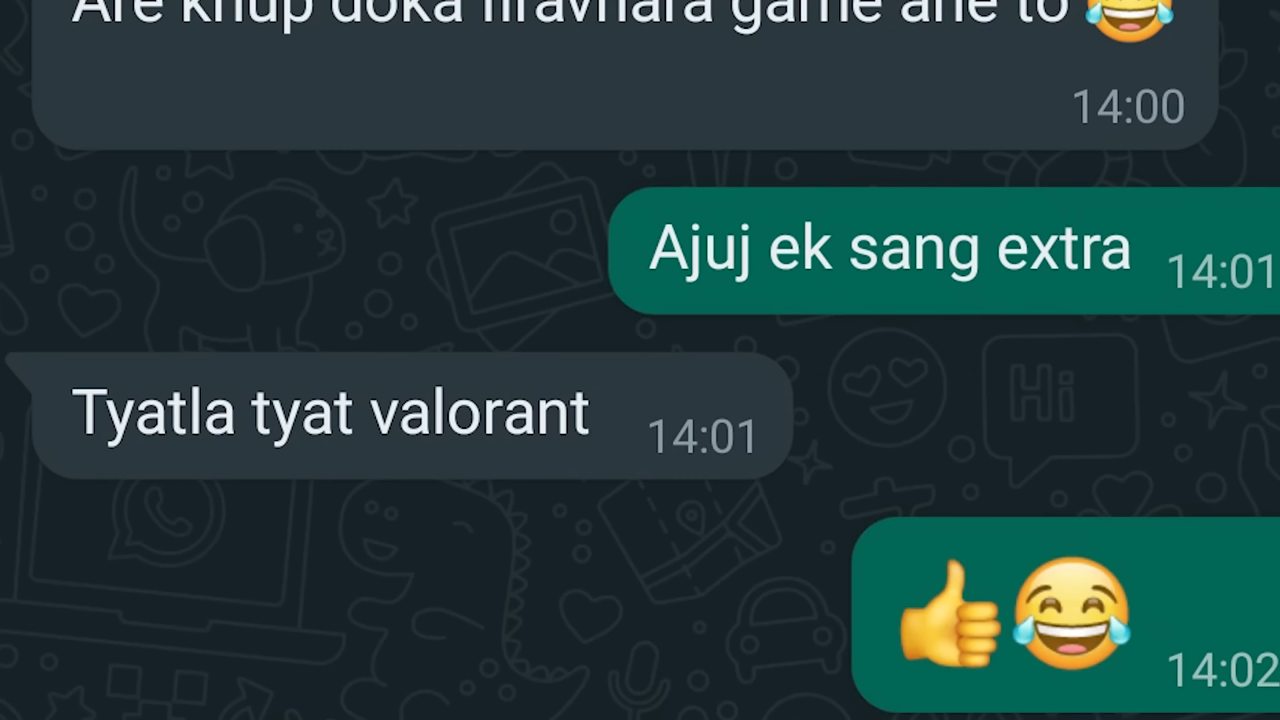 Are khup doka firavnara game ahe to😂
14:00
Ajuj ek sang extra 14:01
Tyatla tyat valorant 14:01
👍😂
14:02
Hi